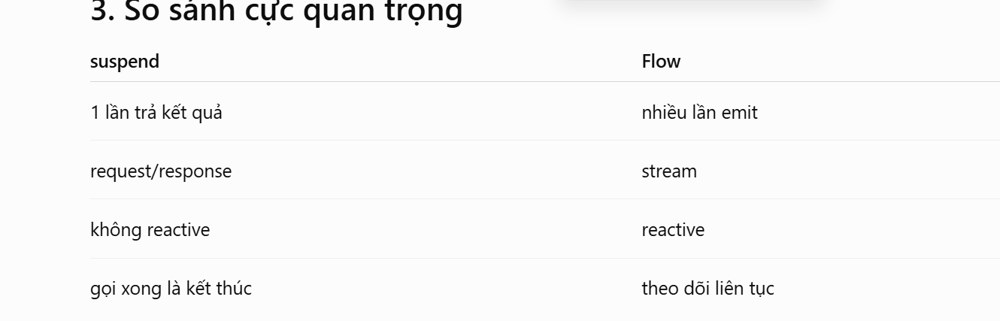 3. So sánh cực quan trọng
suspend Flow
1 lần trả kết quả nhiều lần emit
request/response stream
không reactive reactive
gọi xong là kết thúc theo dõi liên tục